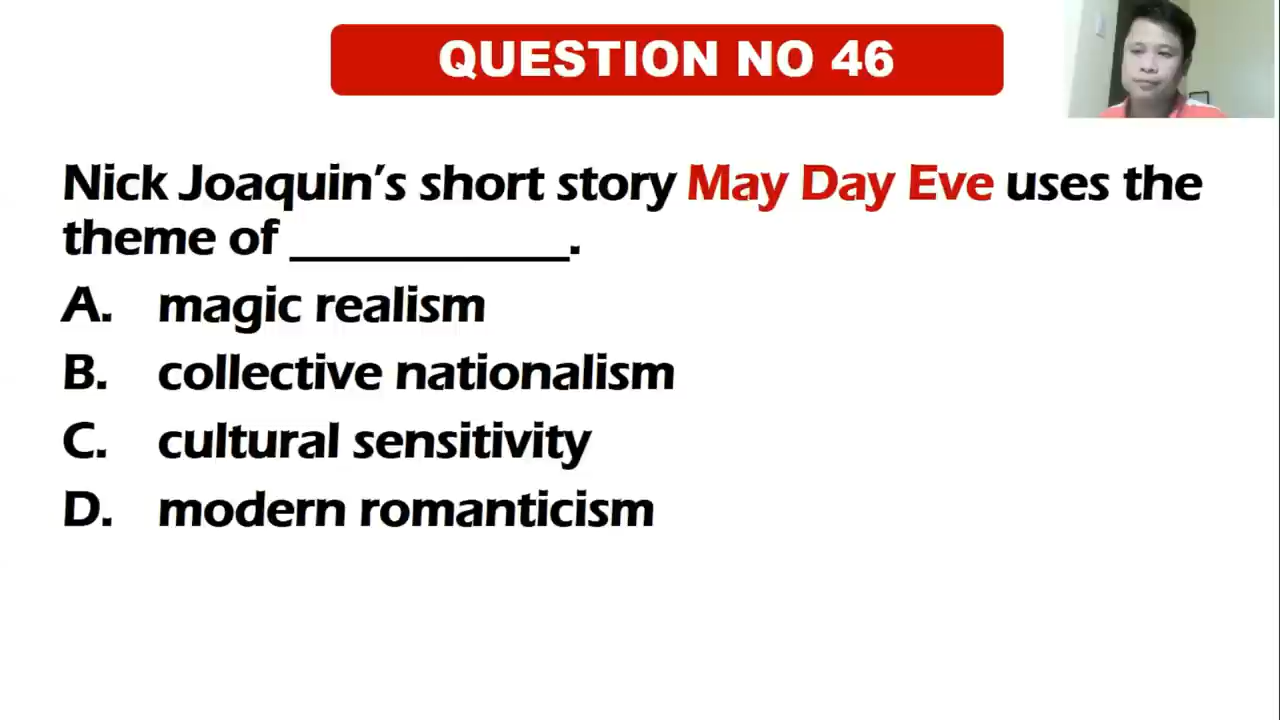 QUESTION NO 46
Nick Joaquin’s short story May Day Eve uses the
theme of ____________.
A. magic realism
B. collective nationalism
C. cultural sensitivity
D. modern romanticism